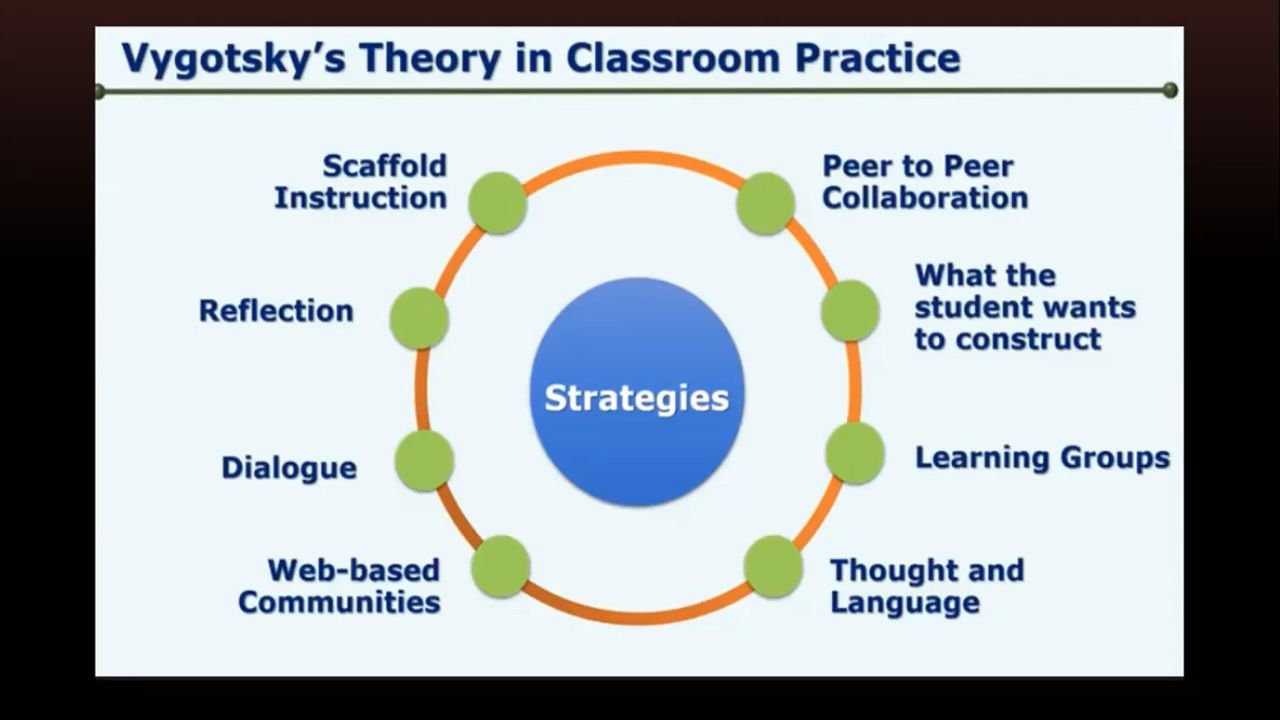 Vygotsky’s Theory in Classroom Practice
Scaffold
Instruction
Peer to Peer
Collaboration
Reflection
What the
student wants
to construct
Strategies
Dialogue
Learning Groups
Web-based
Communities
Thought and
Language